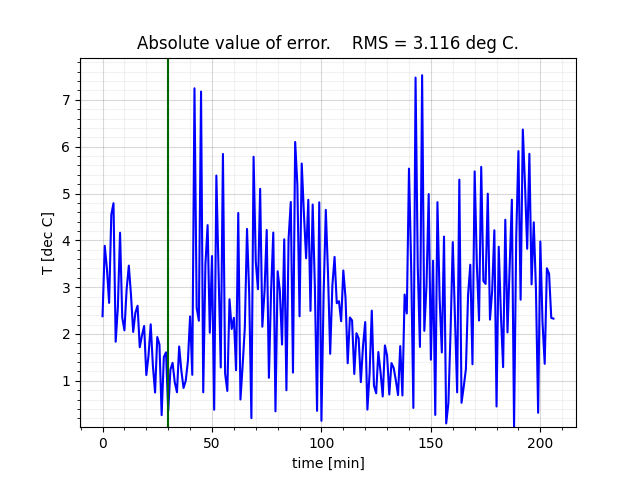 Absolute value of error.    RMS = 3.116 deg C.
7
6
5
4
3
2
1
T [dec C]
0 50 100 150 200
time [min]